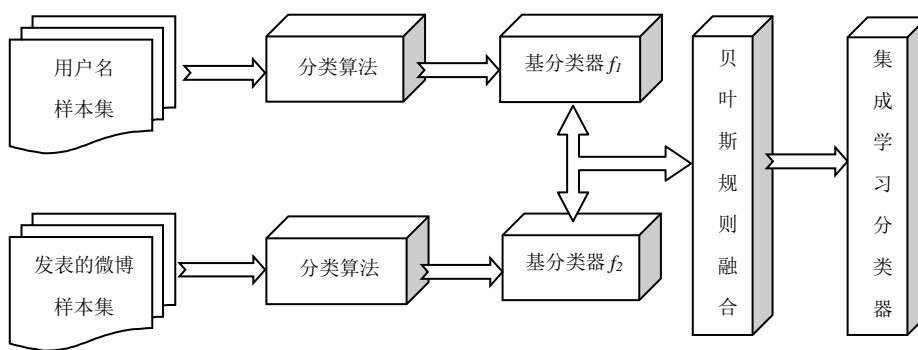 用户名
样本集
分类算法
基分类器 f1
发表的微博
样本集
分类算法
基分类器 f2
贝叶斯规则融合
集成学习分类器